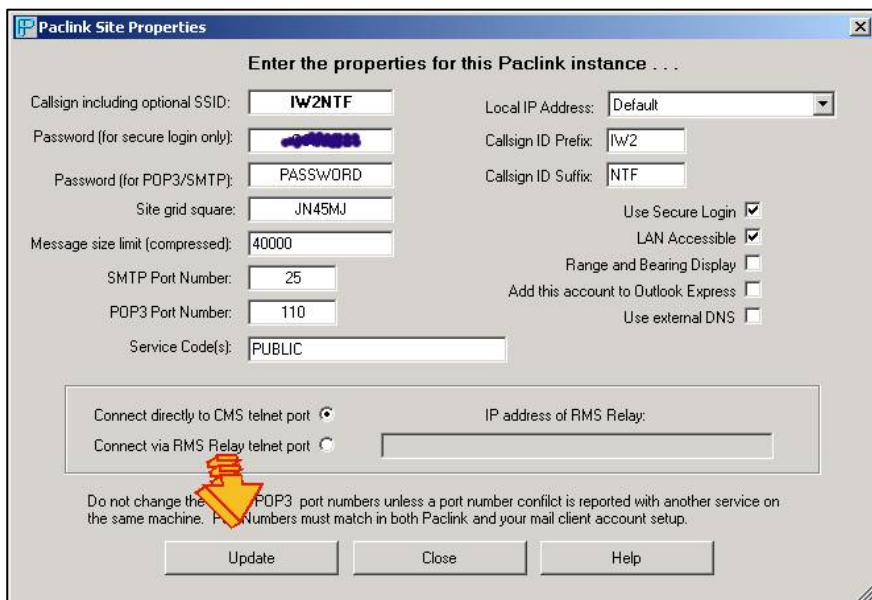 Paclink Site Properties
Enter the properties for this Paclink instance . . .
Callsign including optional SSID: IW2NTF
Local IP Address: Default
Password (for secure login only):
Callsign ID Prefix: IW2
Password (for POP3/SMTP): PASSWORD
Callsign ID Suffix: NTF
Site grid square: JN45MJ
Use Secure Login
Message size limit (compressed): 40000
LAN Accessible
SMTP Port Number: 25
Range and Bearing Display
Add this account to Outlook Express
POP3 Port Number: 110
Use external DNS
Service Code(s): PUBLIC
Connect directly to CMS telnet port
IP address of RMS Relay:
Connect via RMS Relay telnet port
Do not change the POP3 port numbers unless a port number confilct is reported with another service on
the same machine. Numbers must match in both Paclink and your mail client account setup.
Update Close Help